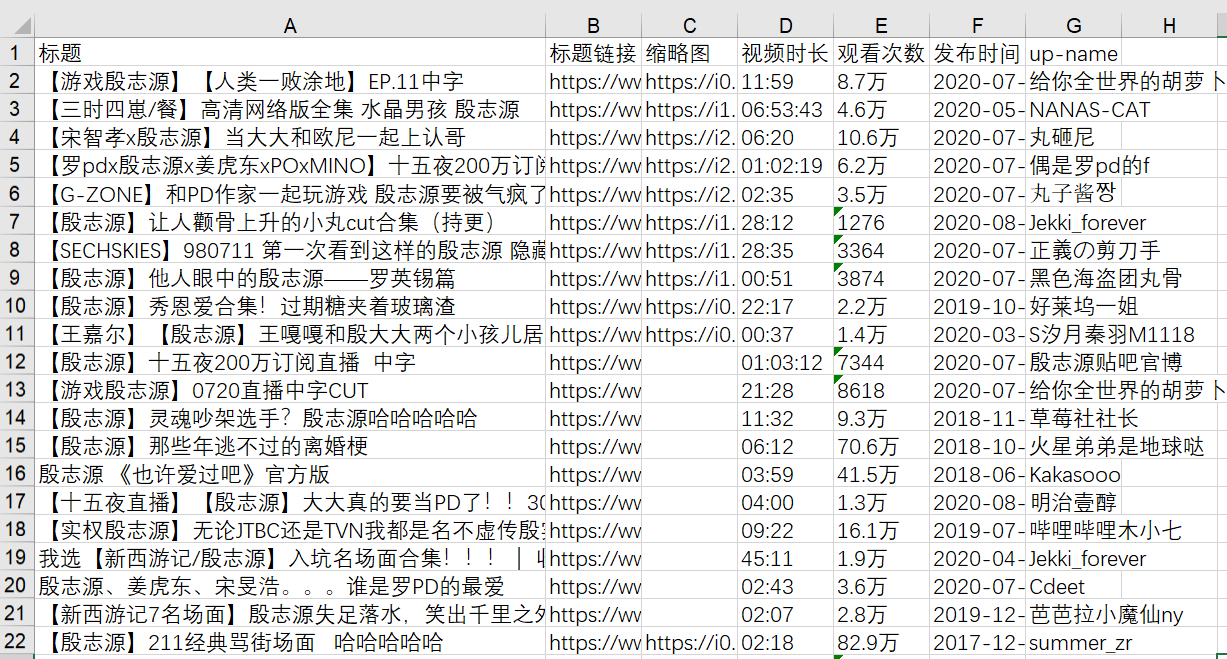 A B C D E F G H
1 标题 标题链接 缩略图 视频时长 观看次数 发布时间 up-name
2 【游戏殷志源】【人类一败涂地】EP.11中字 https://ww https://i0. 11:59 8.7万 2020-07- 给你全世界的胡萝卜
3 【三时四崽/餐】高清网络版全集 水晶男孩 殷志源 https://ww https://i1. 06:53:43 4.6万 2020-05- NANAS-CAT
4 【宋智孝x殷志源】当大大和欧尼一起上认哥 https://ww https://i2. 06:20 10.6万 2020-07- 丸砸尼
5 【罗pdx殷志源x姜虎东xPOxMINO】十五夜200万订阅 https://ww https://i2. 01:02:19 6.2万 2020-07- 偶是罗pd的f
6 【G-ZONE】和PD作家一起玩游戏 殷志源要被气疯了 https://ww https://i2. 02:35 3.5万 2020-07- 丸子酱짱
7 【殷志源】让人颧骨上升的小丸cut合集（持更） https://ww https://i1. 28:12 1276 2020-08- Jekki_forever
8 【SECHSKIES】980711 第一次看到这样的殷志源 隐藏 https://ww https://i1. 28:35 3364 2020-07- 正義の剪刀手
9 【殷志源】他人眼中的殷志源——罗英锡篇 https://ww https://i1. 00:51 3874 2020-07- 黑色海盗团丸骨
10 【殷志源】秀恩爱合集！过期糖夹着玻璃渣 https://ww https://i0. 22:17 2.2万 2019-10- 好莱坞一姐
11 【王嘉尔】【殷志源】王嘎嘎和殷大大两个小孩儿居 https://ww https://i0. 00:37 1.4万 2020-03- S汐月秦羽M1118
12 【殷志源】十五夜200万订阅直播 中字 https://ww 01:03:12 7344 2020-07- 殷志源贴吧官博
13 【游戏殷志源】0720直播中字CUT https://ww 21:28 8618 2020-07- 给你全世界的胡萝卜
14 【殷志源】灵魂吵架选手？殷志源哈哈哈哈哈 https://ww 11:32 9.3万 2018-11- 草莓社社长
15 【殷志源】那些年逃不过的离婚梗 https://ww 06:12 70.6万 2018-10- 火星弟弟是地球哒
16 殷志源 《也许爱过吧》官方版 https://ww 03:59 41.5万 2018-06- Kakasooo
17 【十五夜直播】【殷志源】大大真的要当PD了！！30 https://ww 04:00 1.3万 2020-08- 明治壹醇
18 【实权殷志源】无论JTBC还是TVN我都是名不虚传殷实 https://ww 09:22 16.1万 2019-07- 哔哩哔哩木小七
19 我选【新西游记/殷志源】入坑名场面合集！！！｜ https://ww 45:11 1.9万 2020-04- Jekki_forever
20 殷志源、姜虎东、宋旻浩。。。谁是罗PD的最爱 https://ww 02:43 3.6万 2020-07- Cdeet
21 【新西游记7名场面】殷志源失足落水，笑出千里之外 https://ww 02:07 2.8万 2019-12- 芭芭拉小魔仙ny
22 【殷志源】211经典骂街场面 哈哈哈哈哈 https://ww https://i0. 02:18 82.9万 2017-12- summer_zr